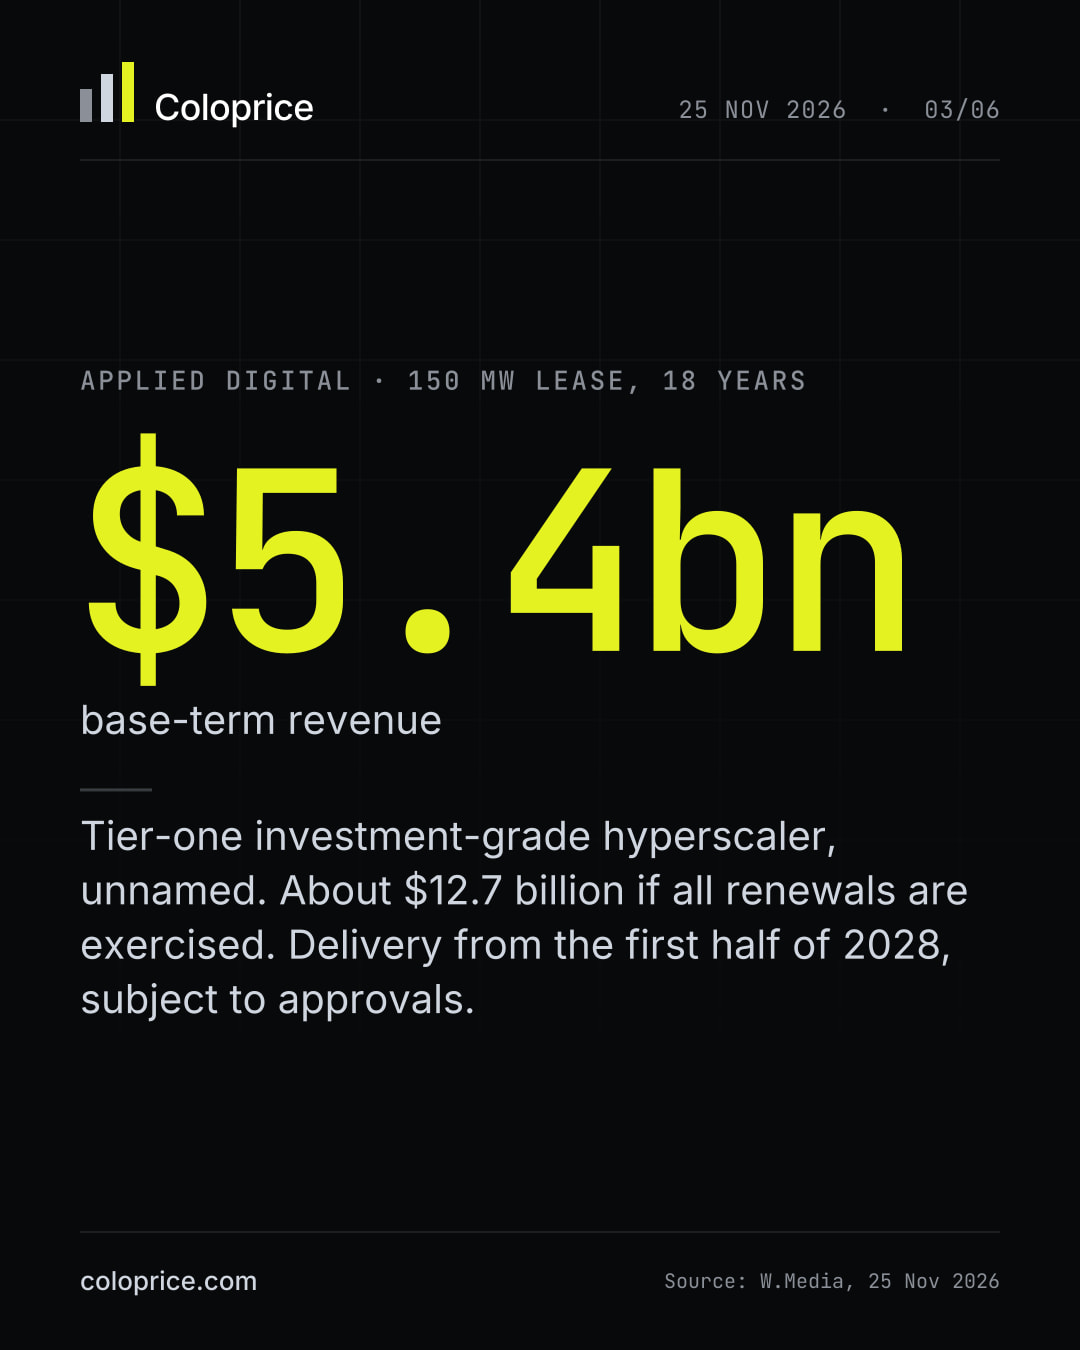 Coloprice
25 NOV 2026 · 03/06
APPLIED DIGITAL · 150 MW LEASE, 18 YEARS
$5.4bn
base-term revenue
Tier-one investment-grade hyperscaler,
unnamed. About $12.7 billion if all renewals are
exercised. Delivery from the first half of 2028,
subject to approvals.
coloprice.com
Source: W.Media, 25 Nov 2026